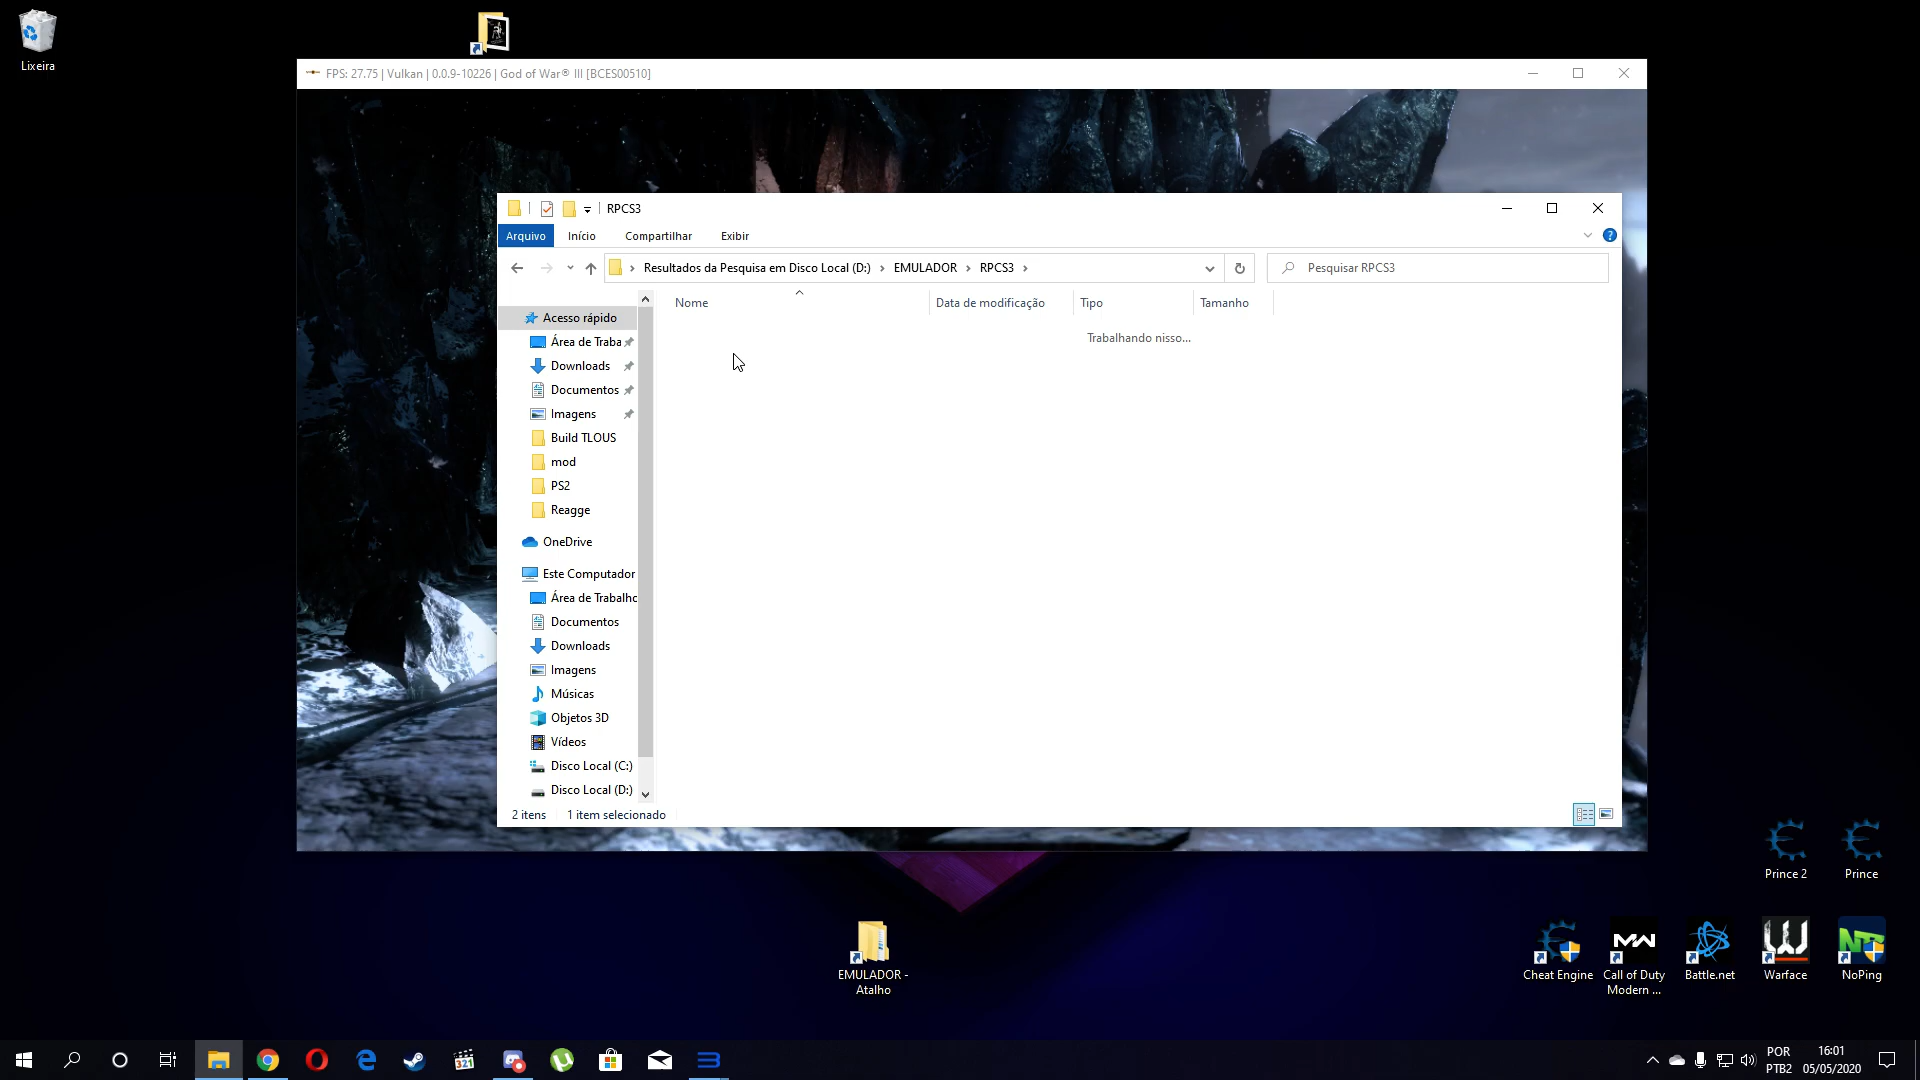 Lixeira
FPS: 27.75 | Vulkan | 0.0.9-10226 | God of War® III [BCES00510]
RPCS3
Arquivo Início Compartilhar Exibir
Resultados da Pesquisa em Disco Local (D:) › EMULADOR › RPCS3 ›
Pesquisar RPCS3
Nome Data de modificação Tipo Tamanho
Trabalhando nisso...
Acesso rápido
Área de Traba
Downloads
Documentos
Imagens
Build TLOUS
mod
PS2
Reagge
OneDrive
Este Computador
Área de Trabalho
Documentos
Downloads
Imagens
Músicas
Objetos 3D
Vídeos
Disco Local (C:)
Disco Local (D:)
2 itens 1 item selecionado
Prince 2
Prince
EMULADOR -
Atalho
Cheat Engine
Call of Duty
Modern ...
Battle.net
Warface
NoPing
POR
PTB2
16:01
05/05/2020